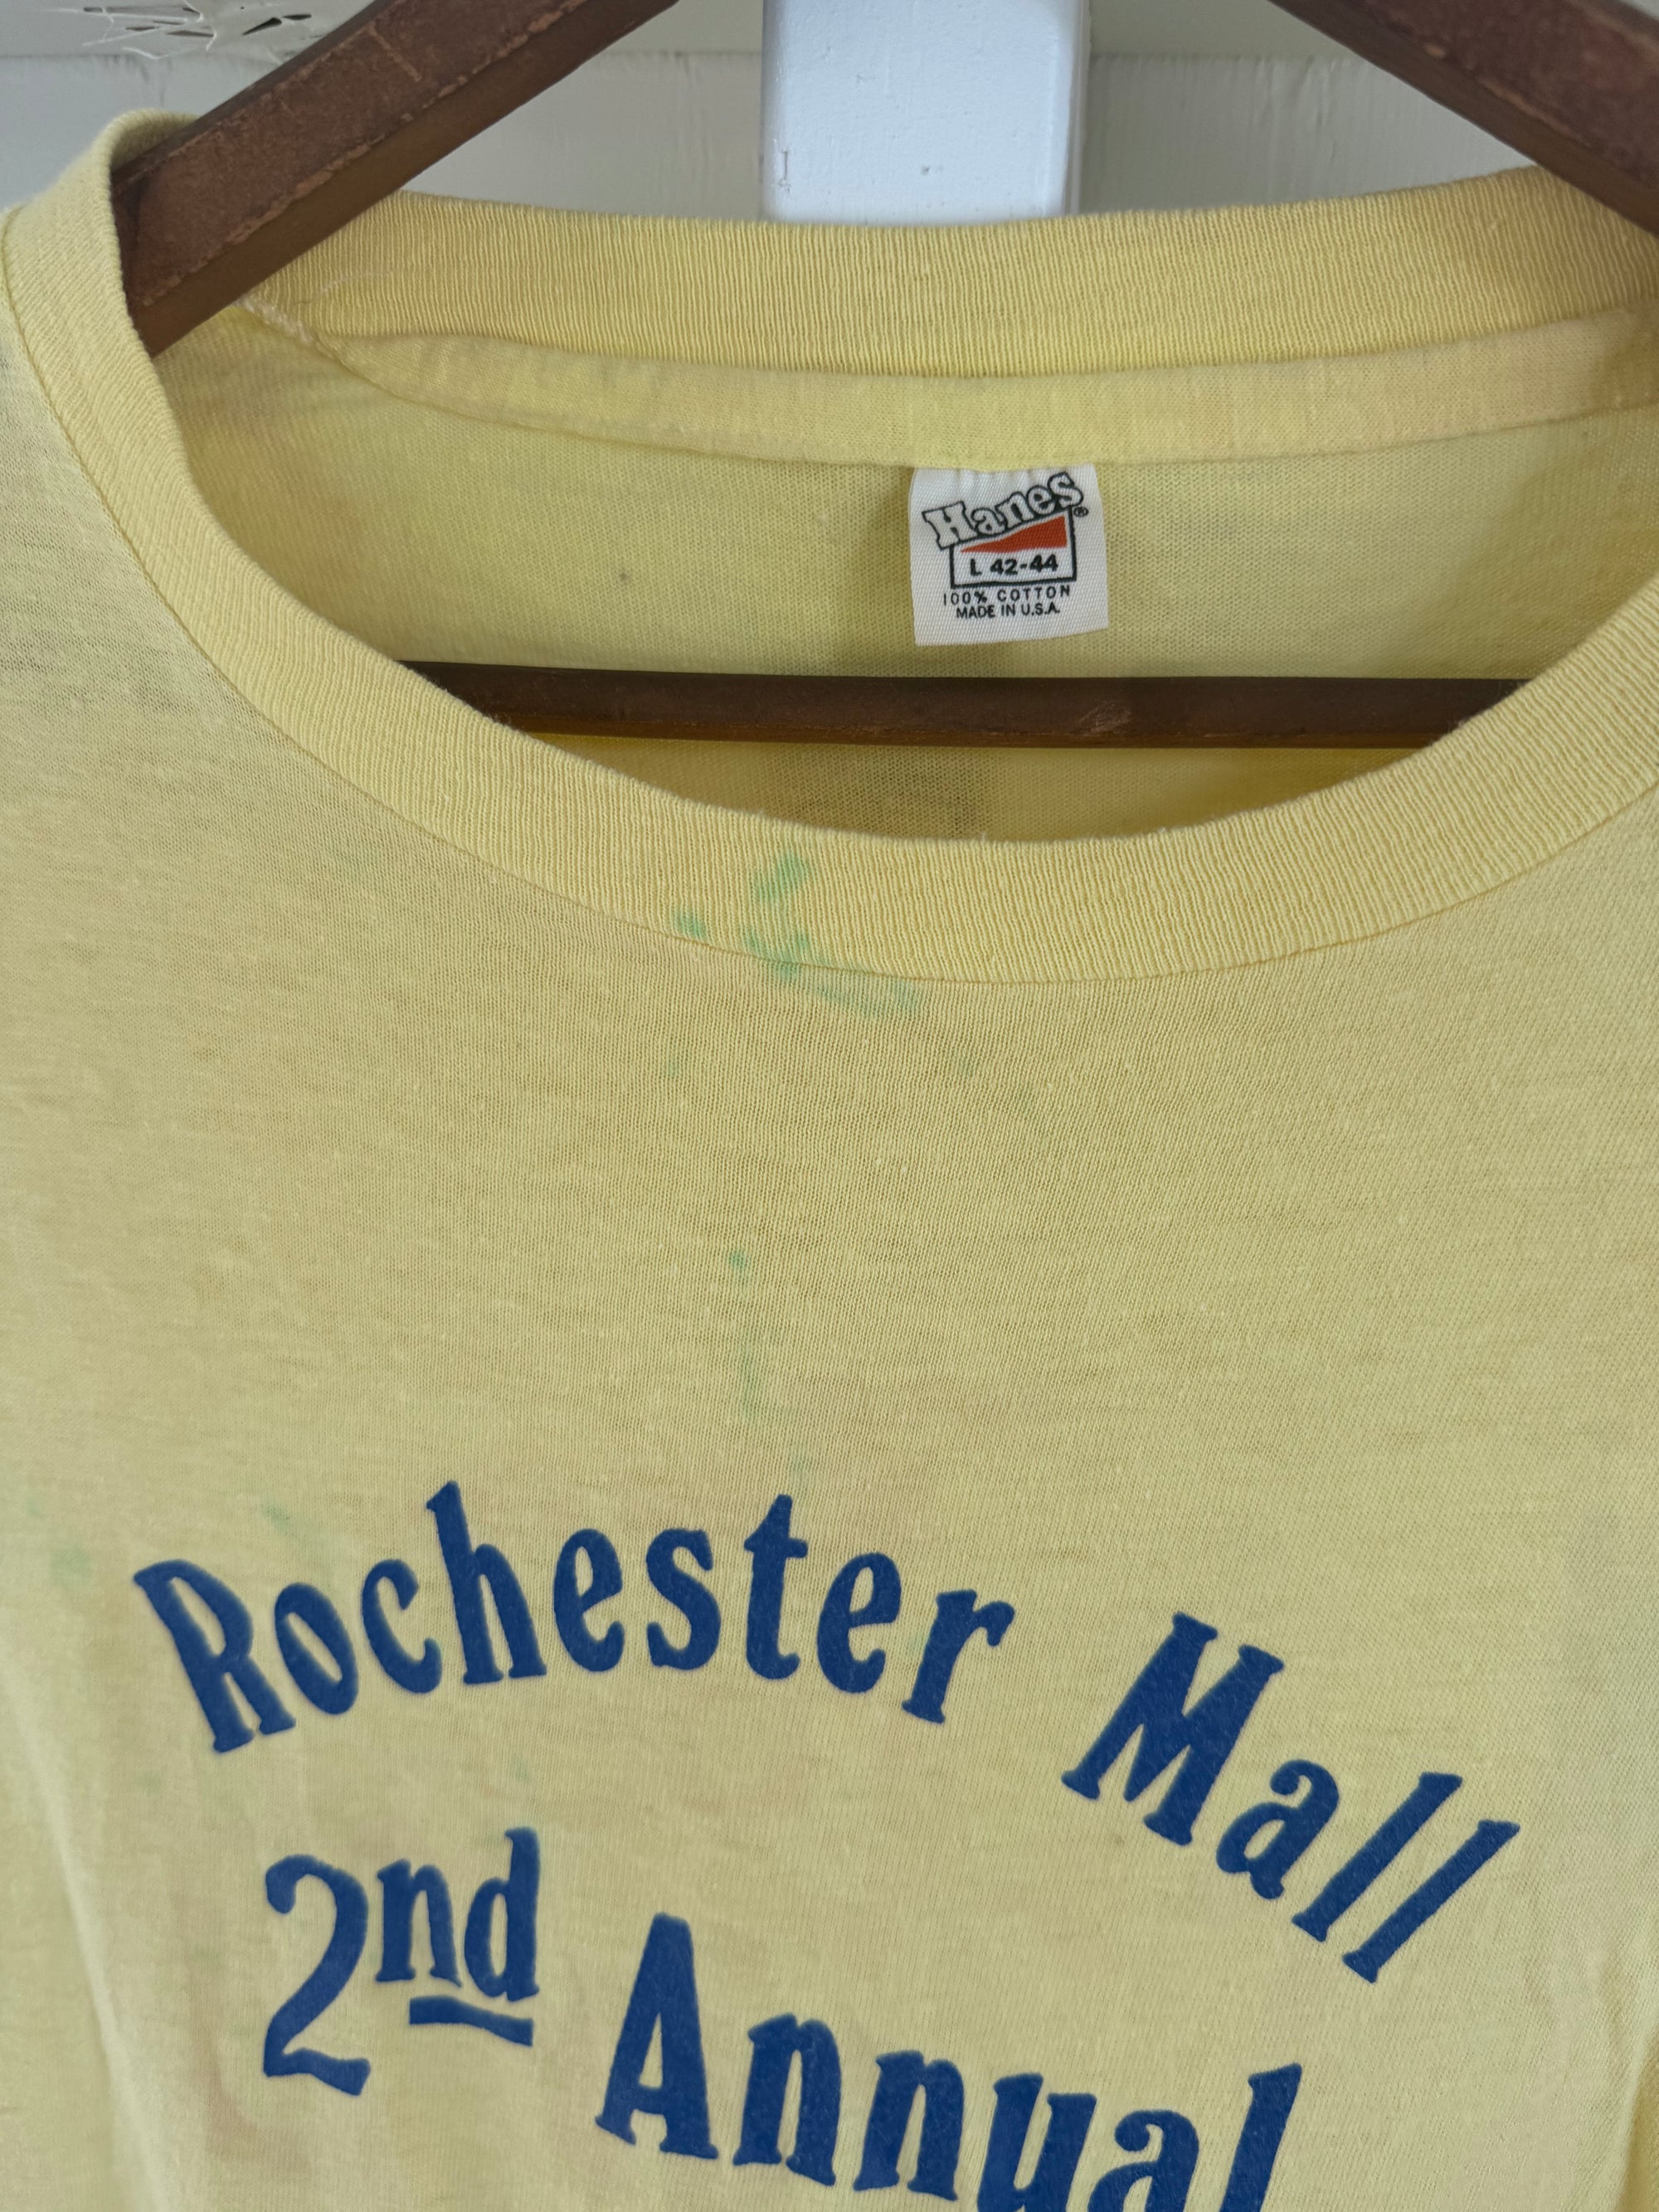 Hanes®
L 42-44
100% COTTON
MADE IN U.S.A.
Rochester Mall
2nd Annual